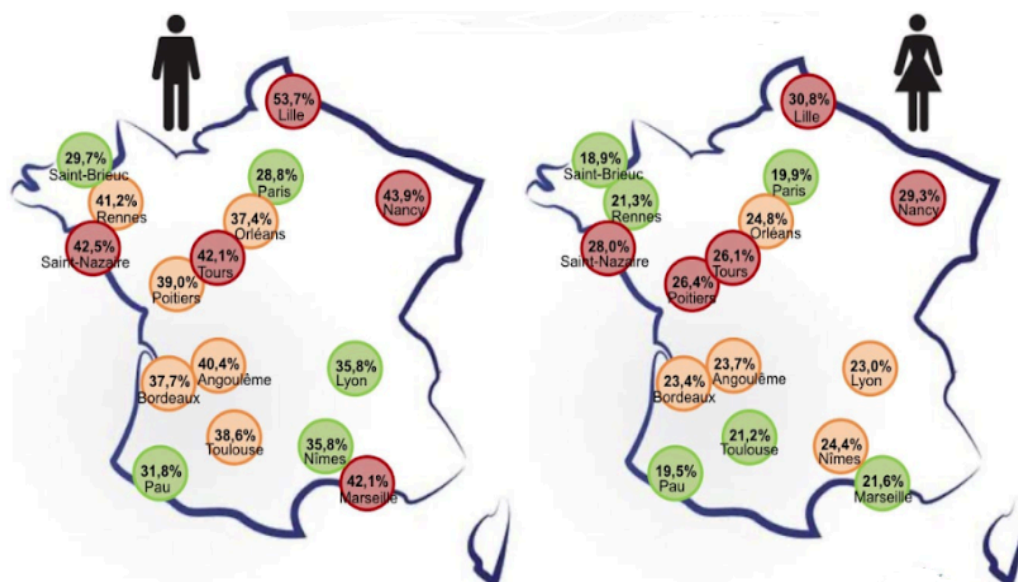 53,7%
Lille
29,7%
Saint-Brieuc
28,8%
Paris
43,9%
Nancy
41,2%
Rennes
37,4%
Orléans
42,5%
Saint-Nazaire
42,1%
Tours
39,0%
Poitiers
40,4%
Angoulême
35,8%
Lyon
37,7%
Bordeaux
38,6%
Toulouse
35,8%
Nîmes
31,8%
Pau
42,1%
Marseille
30,8%
Lille
18,9%
Saint-Brieuc
19,9%
Paris
29,3%
Nancy
21,3%
Rennes
24,8%
Orléans
28,0%
Saint-Nazaire
26,1%
Tours
26,4%
Poitiers
23,7%
Angoulême
23,0%
Lyon
23,4%
Bordeaux
21,2%
Toulouse
24,4%
Nîmes
19,5%
Pau
21,6%
Marseille